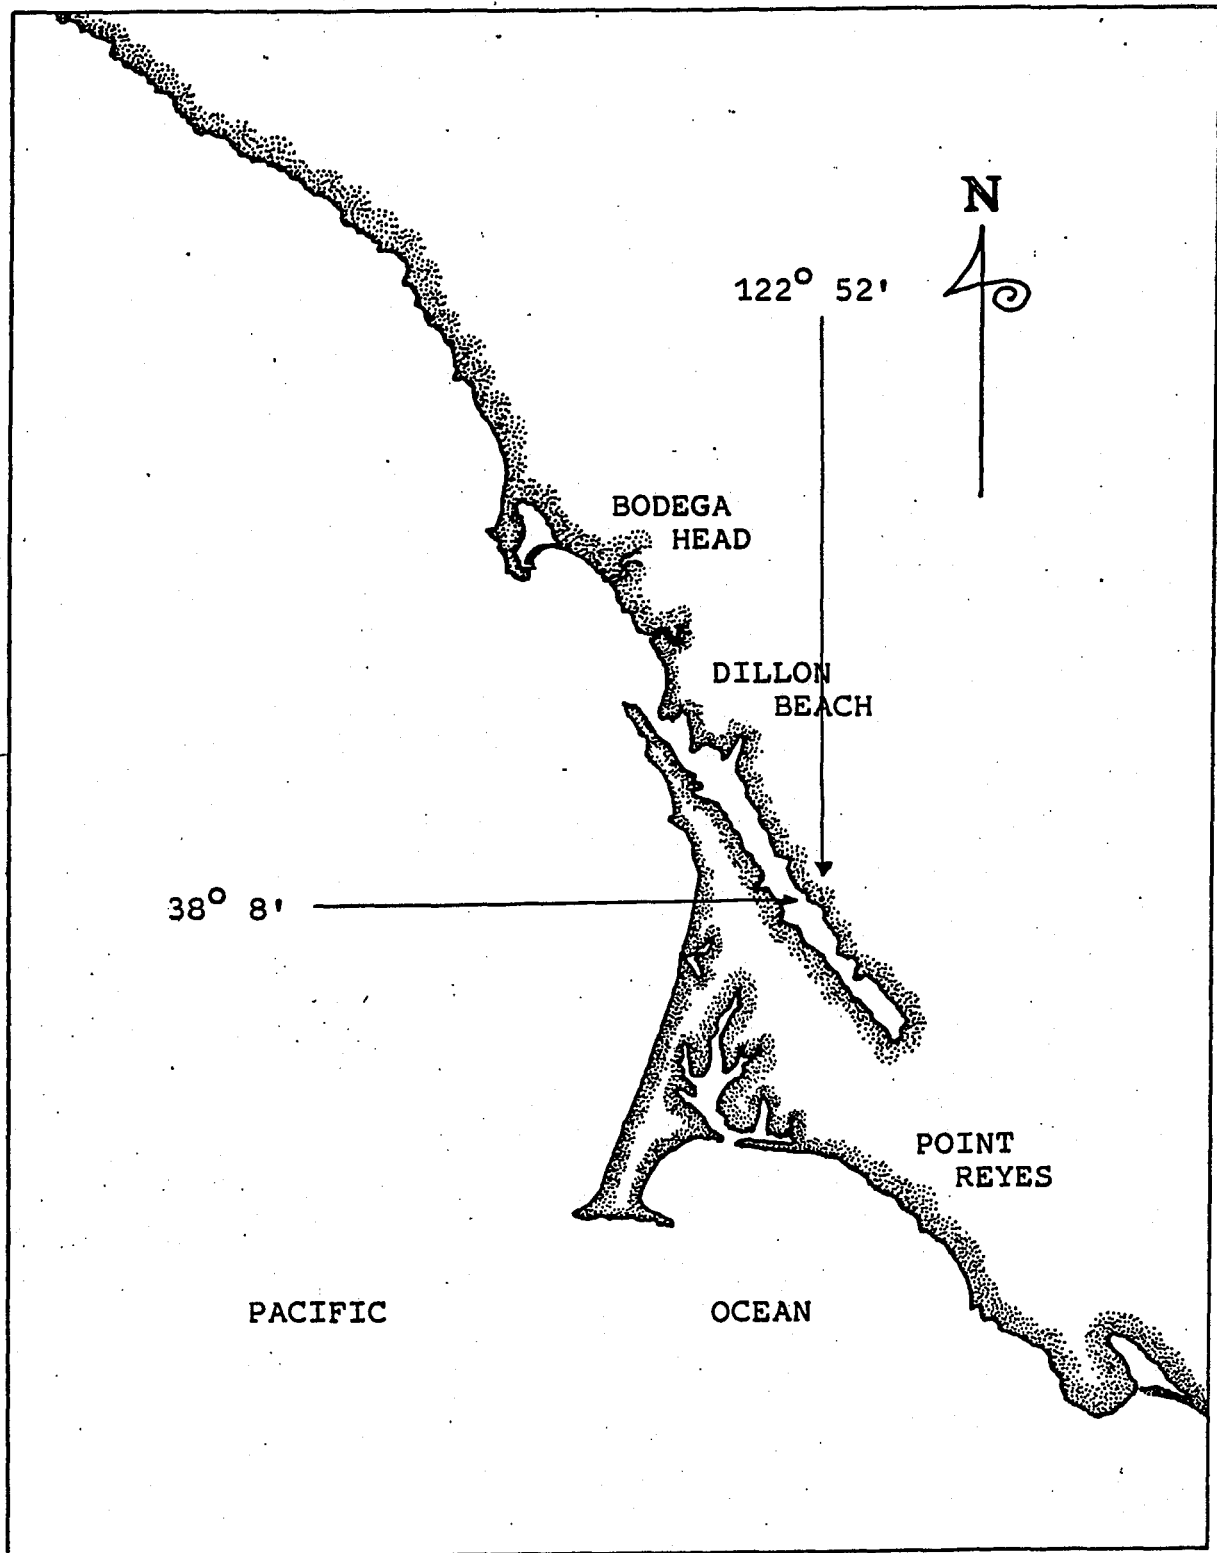 N
122° 52'
BODEGA
HEAD
DILLON
BEACH
38° 8'
POINT
REYES
PACIFIC OCEAN